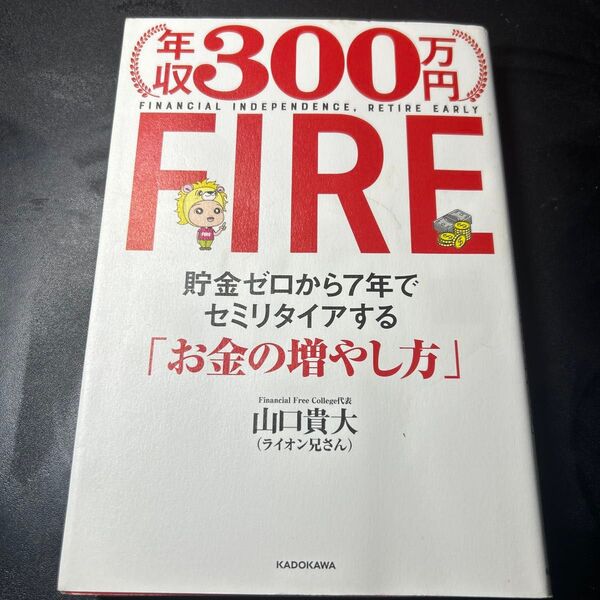 年収300万円
FINANCIAL INDEPENDENCE, RETIRE EARLY
FIRE
貯金ゼロから7年で
セミリタイアする
「お金の増やし方」
Financial Free College代表
山口貴大
(ライオン兄さん)
KADOKAWA